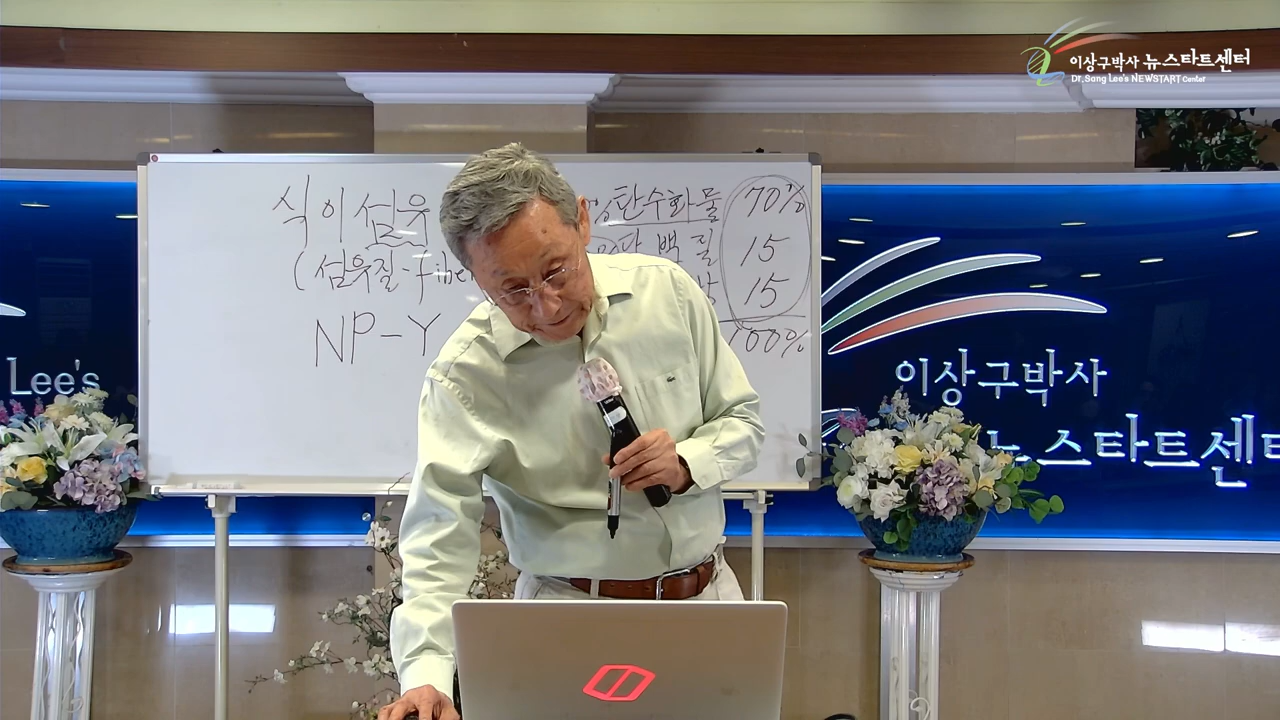 이상구박사 뉴스타트센터
Dr. Sang Lee's NEWSTART Center
식이섬유
탄수화물 70%
(섬유질-fibe
단백질 15
15
NP-Y
100%
Lee's
이상구박사
뉴스타트센터